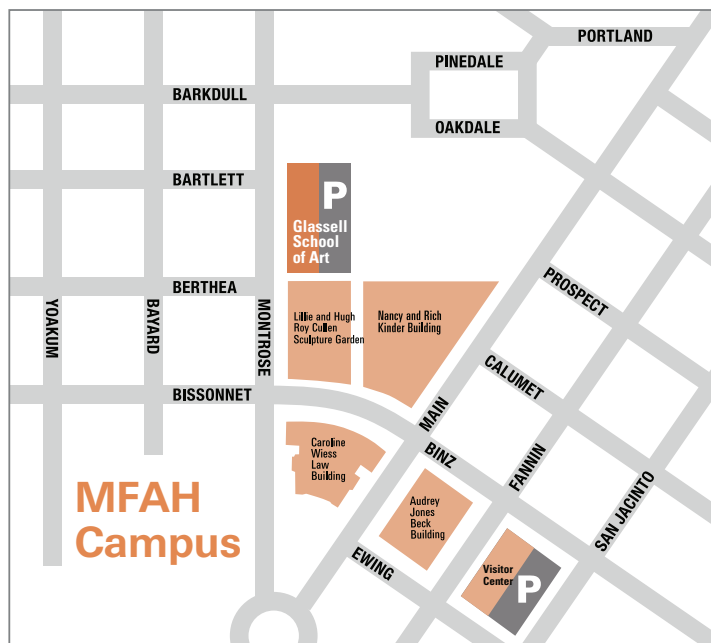 PORTLAND
PINEDALE
BARKDULL
OAKDALE
BARTLETT
P
Glassell
School
of Art
BERTHEA
YOAKUM
BAYARD
MONTROSE
Lillie and Hugh
Roy Cullen
Sculpture Garden
Nancy and Rich
Kinder Building
PROSPECT
CALUMET
BISSONNET
MAIN
BINZ
FANNIN
SAN JACINTO
Caroline
Wiess
Law
Building
MFAH
Campus
Audrey
Jones
Beck
Building
EWING
Visitor
Center
P